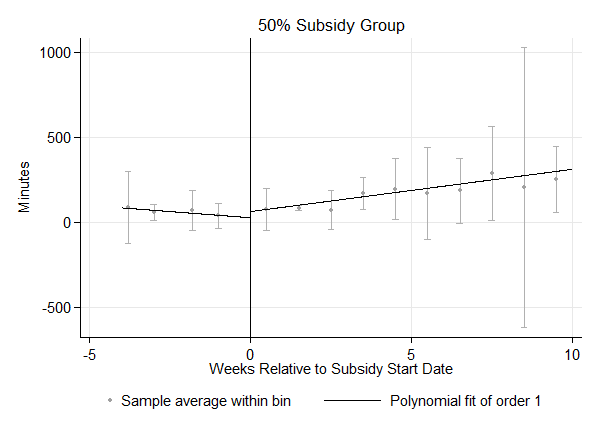 50% Subsidy Group
1000
500
0
-500
Minutes
-5
0
5
10
Weeks Relative to Subsidy Start Date
Sample average within bin
Polynomial fit of order 1